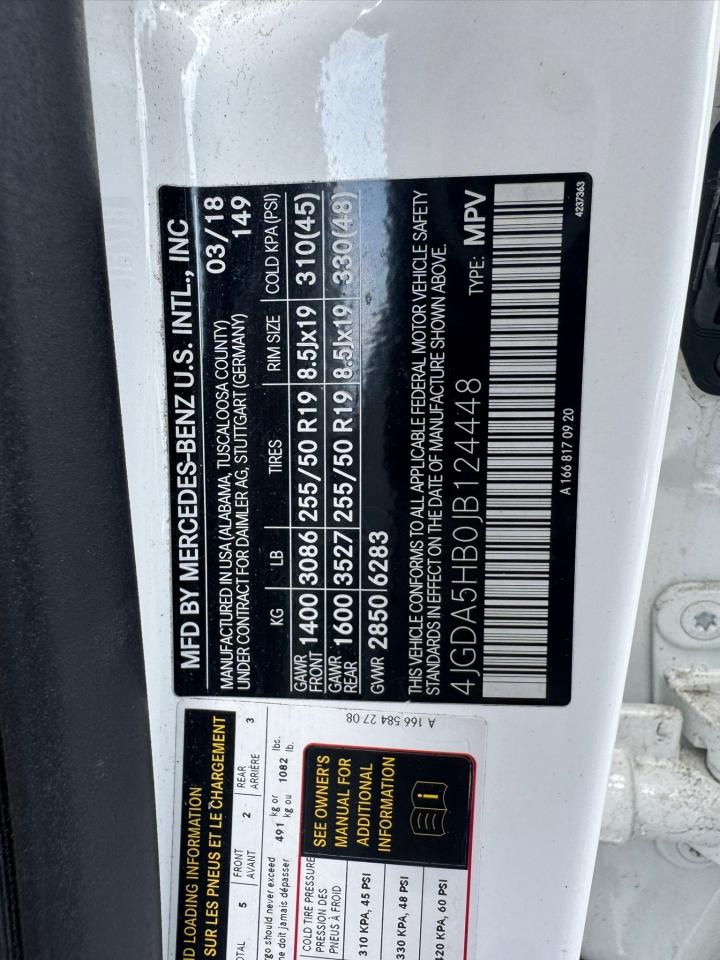 MFD BY MERCEDES-BENZ U.S. INTL., INC
MANUFACTURED IN USA (ALABAMA, TUSCALOOSA COUNTY) 03/18
UNDER CONTRACT FOR DAIMLER AG, STUTTGART (GERMANY) 149
KG LB TIRES RIM SIZE COLD KPA(PSI)
GAWR
FRONT 1400 3086 255/50 R19 8.5Jx19 310(45)
GAWR
REAR 1600 3527 255/50 R19 8.5Jx19 330(48)
GVWR 2850 6283
THIS VEHICLE CONFORMS TO ALL APPLICABLE FEDERAL MOTOR VEHICLE SAFETY
STANDARDS IN EFFECT ON THE DATE OF MANUFACTURE SHOWN ABOVE.
4JGDA5HB0JB124448 TYPE: MPV
4237363
A 166 817 09 20
A 166 584 27 08
ND LOADING INFORMATION
SUR LES PNEUS ET LE CHARGEMENT
OTAL 5 FRONT 2 REAR 3
AVANT ARRIÈRE
rgo should never exceed 491 kg or 1082 lbs.
ne doit jamais dépasser kg ou lb.
COLD TIRE PRESSURE
PRESSION DES
PNEUS À FROID
310 KPA, 45 PSI
330 KPA, 48 PSI
420 KPA, 60 PSI
SEE OWNER'S
MANUAL FOR
ADDITIONAL
INFORMATION